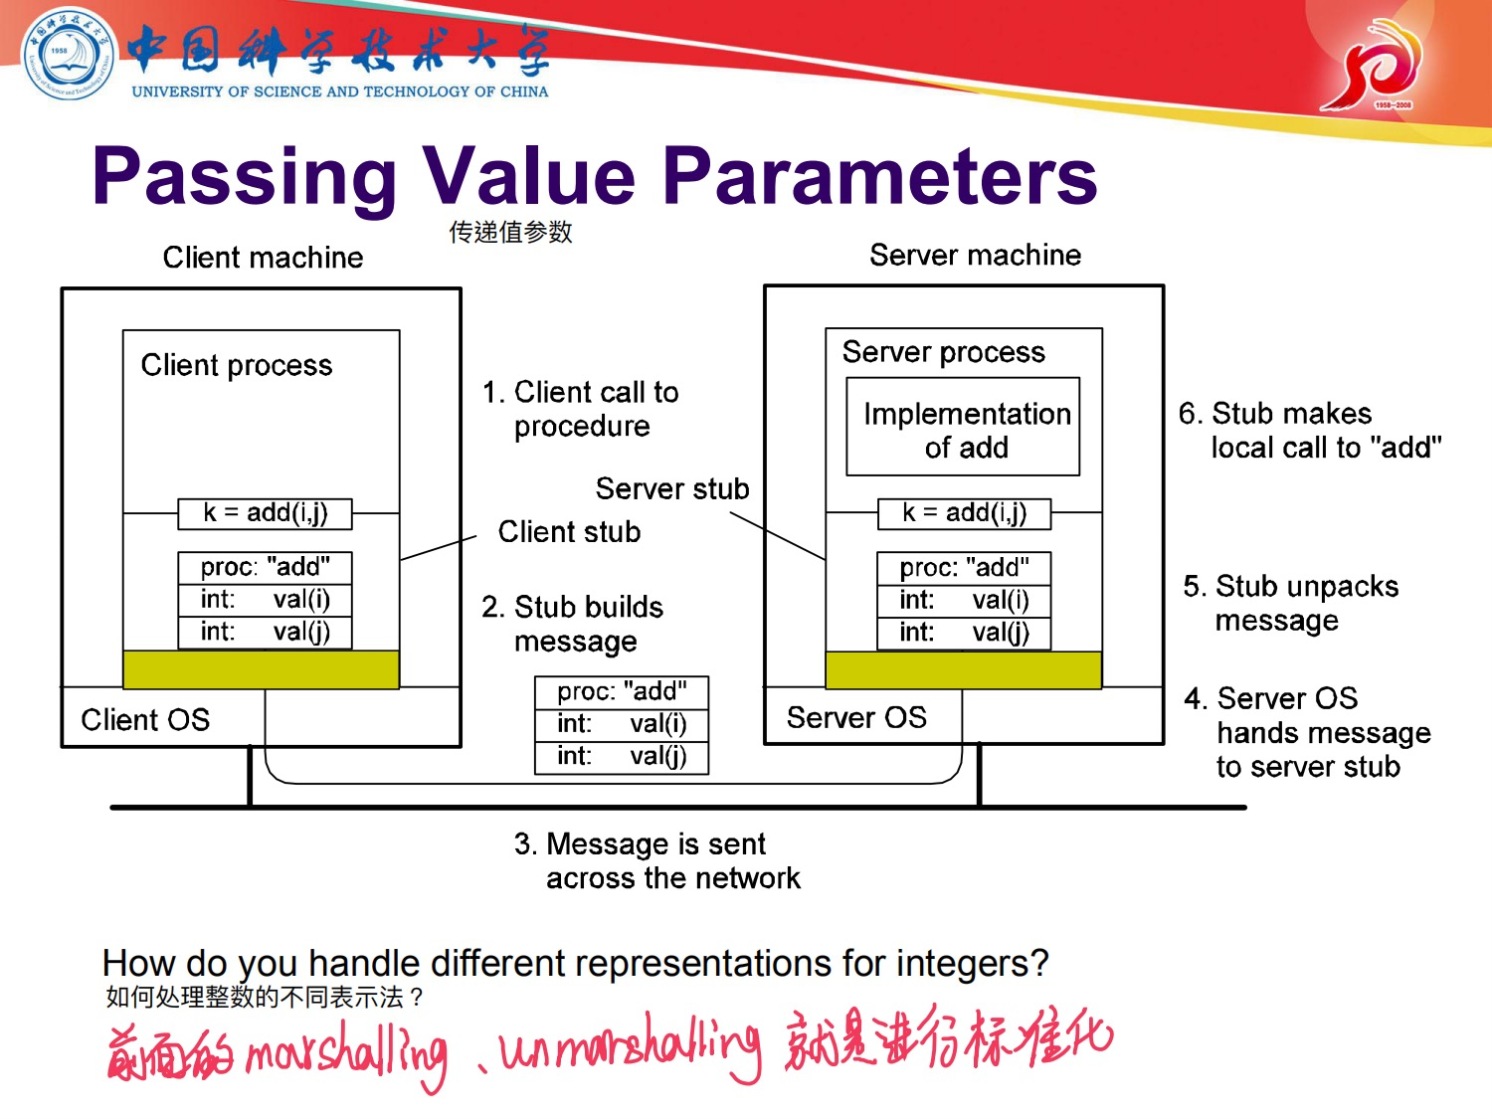 中国科学技术大学
UNIVERSITY OF SCIENCE AND TECHNOLOGY OF CHINA
1958
1958-2008
Passing Value Parameters
传递值参数
Client machine
Server machine
Client process
1. Client call to
procedure
Server process
Implementation
of add
6. Stub makes
local call to "add"
Server stub
k = add(i,j)
Client stub
k = add(i,j)
proc: "add"
int: val(i)
int: val(j)
2. Stub builds
message
proc: "add"
int: val(i)
int: val(j)
proc: "add"
int: val(i)
int: val(j)
5. Stub unpacks
message
Client OS
Server OS
4. Server OS
hands message
to server stub
3. Message is sent
across the network
How do you handle different representations for integers?
如何处理整数的不同表示法？
前面的 marshalling、unmarshalling 就是进行标准化